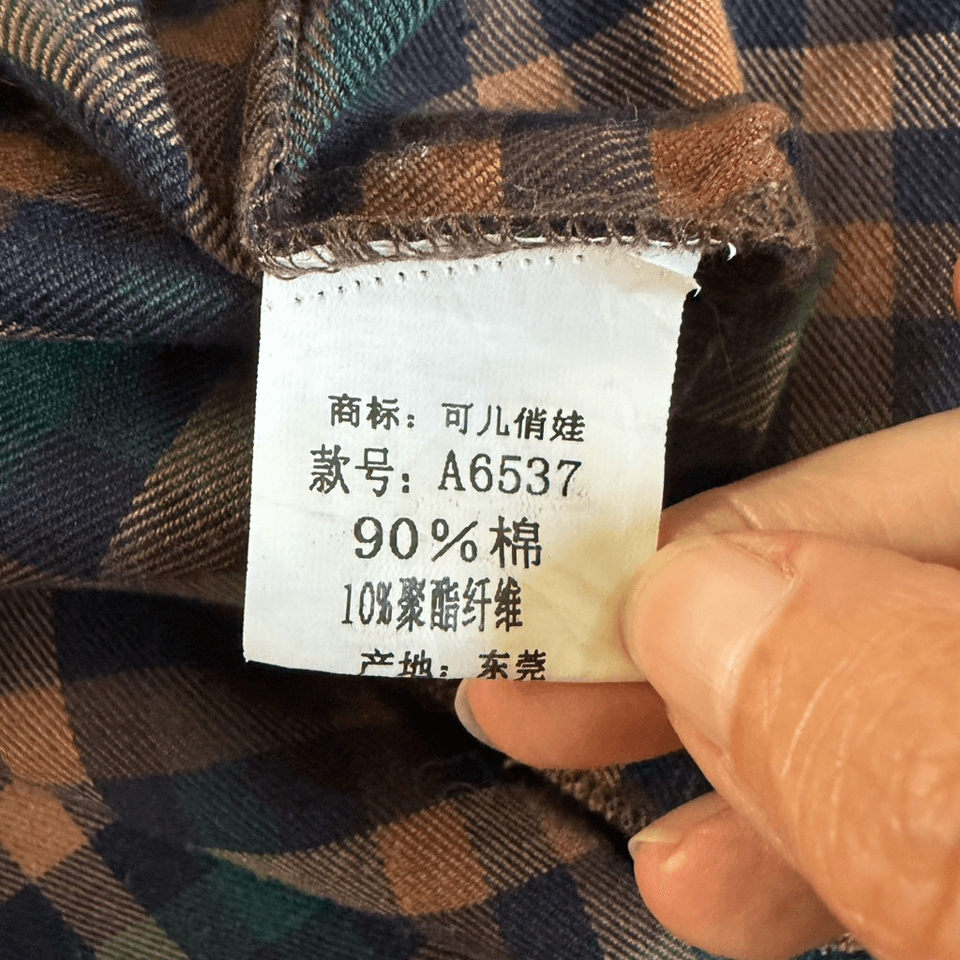 商标：可儿俏娃
款号：A6537
90%棉
10%聚酯纤维
产地：东莞